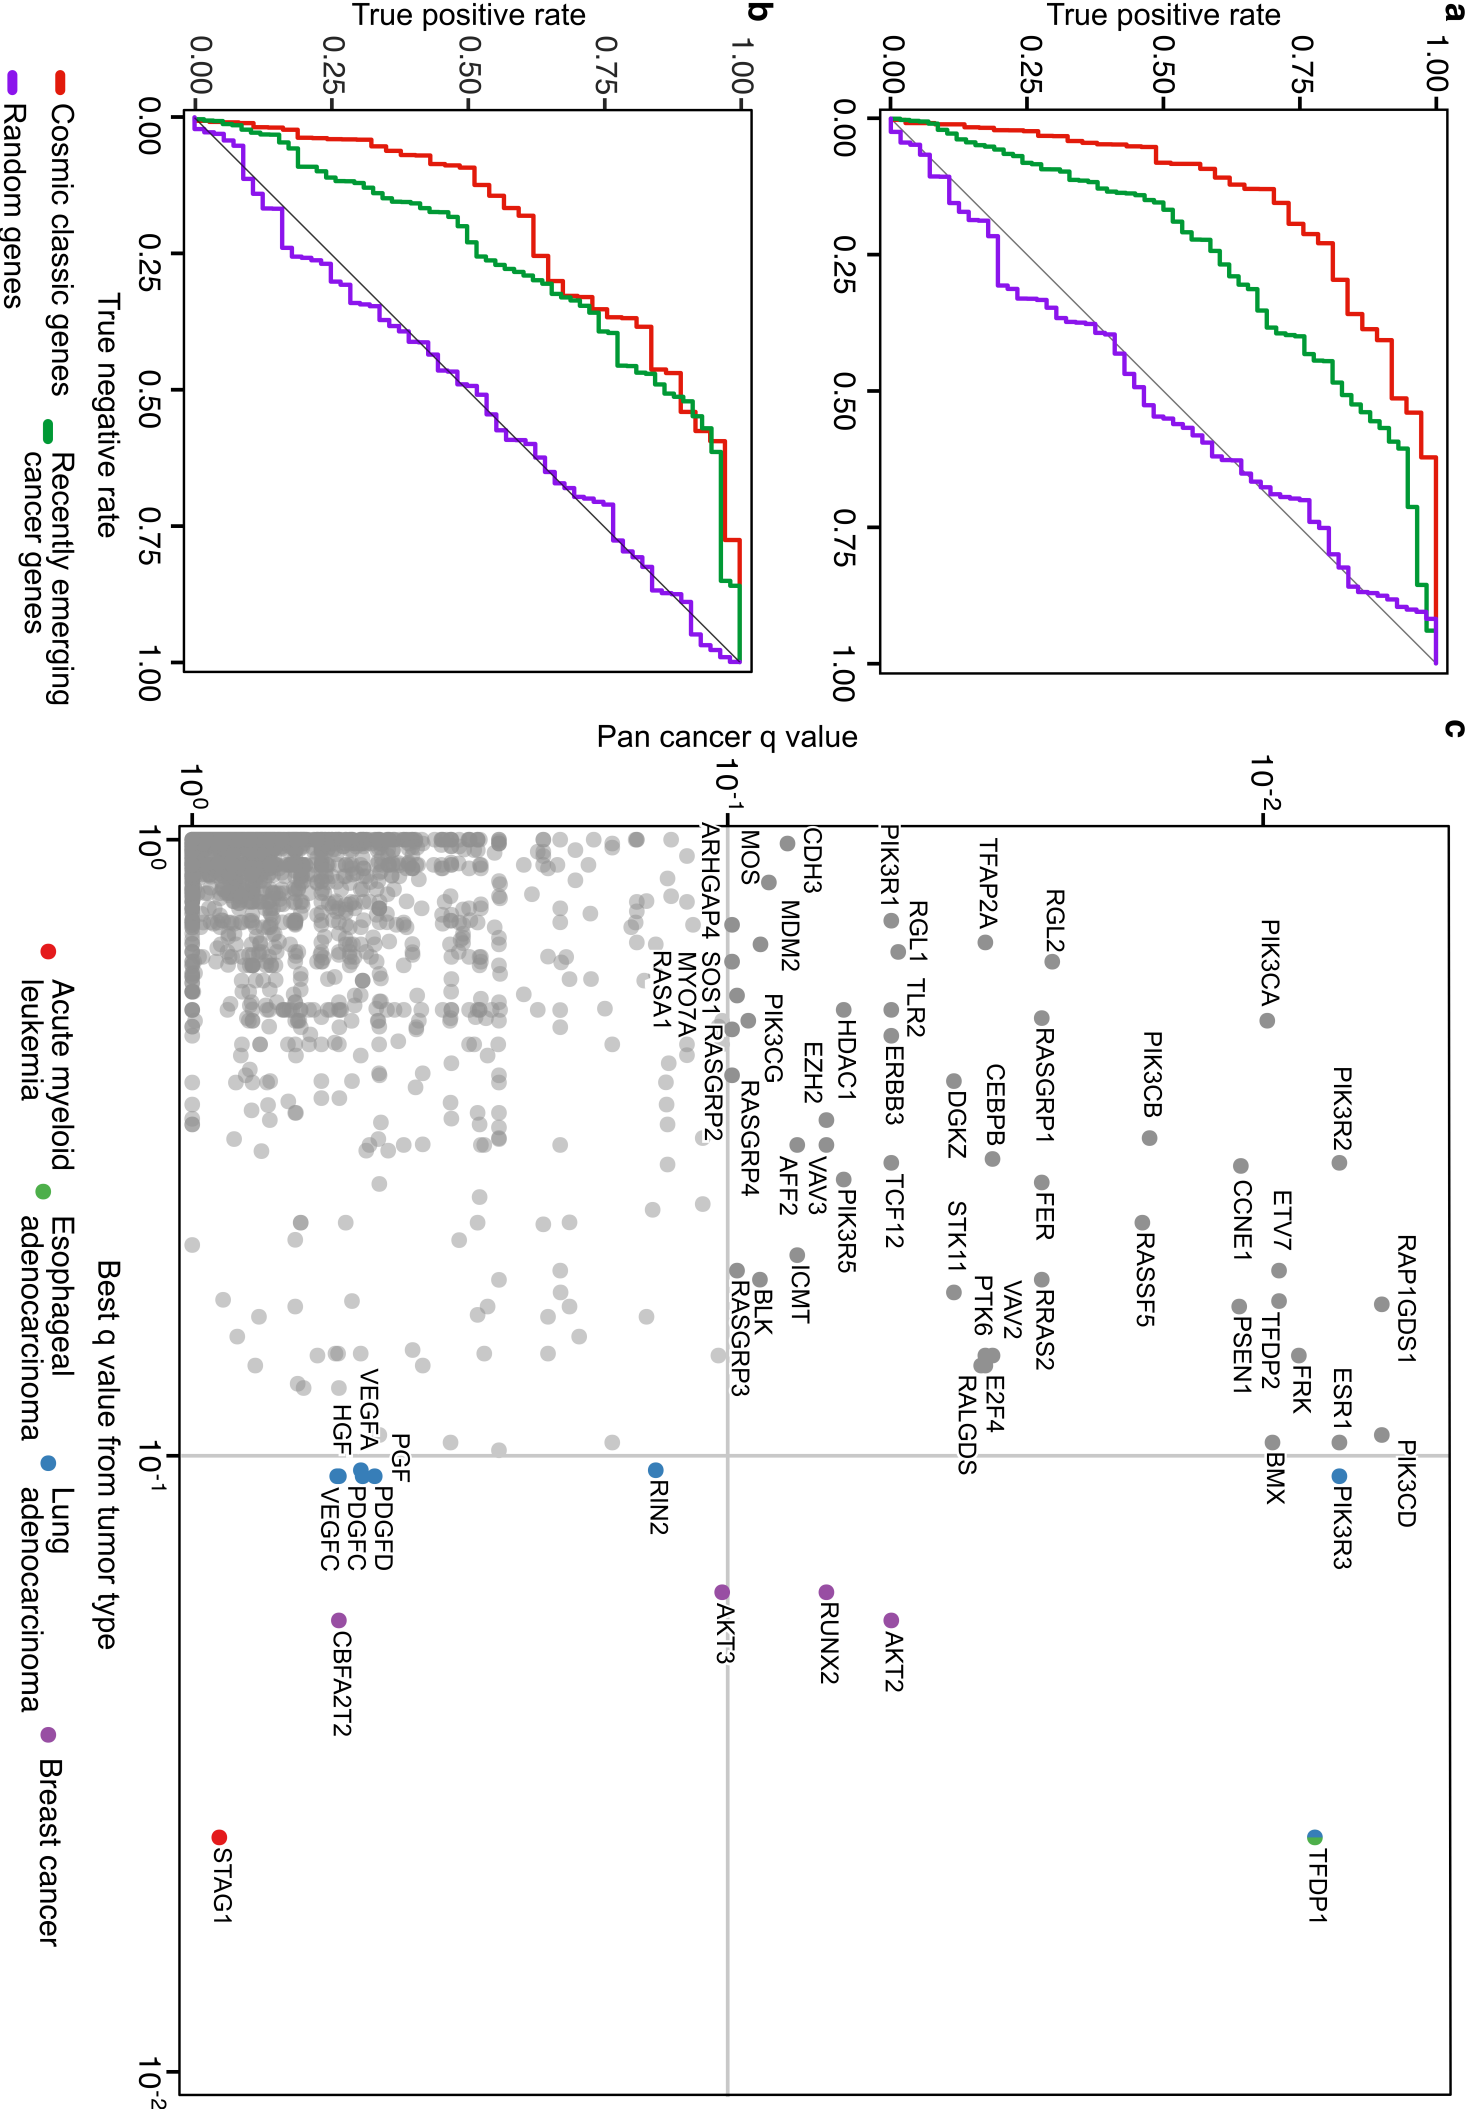 a
True positive rate
1.00
0.75
0.50
0.25
0.00
0.00
0.25
0.50
0.75
1.00
b
True positive rate
1.00
0.75
0.50
0.25
0.00
0.00
0.25
0.50
0.75
1.00
True negative rate
Cosmic classic genes
Recently emerging
cancer genes
Random genes
c
Pan cancer q value
10-2
10-1
100
100
10-1
10-2
RAP1GDS1
PIK3CD
PIK3R2
ESR1
PIK3R3
TFDP1
FRK
ETV7
TFDP2
PIK3CA
BMX
CCNE1
PSEN1
PIK3CB
RASSF5
RGL2
RASGRP1
FER
RRAS2
VAV2
TFAP2A
CEBPB
PTK6
E2F4
DGKZ
STK11
RALGDS
RGL1
TLR2
PIK3R1
ERBB3
TCF12
AKT2
HDAC1
PIK3R5
CDH3
EZH2
VAV3
RUNX2
MDM2
AFF2
ICMT
PIK3CG
MOS
RASGRP4
BLK
RASGRP3
ARHGAP4
SOS1
RASGRP2
AKT3
MYO7A
RASA1
RIN2
PGF
PDGFD
VEGFA
PDGFC
HGF
VEGFC
CBFA2T2
STAG1
Best q value from tumor type
Acute myeloid
leukemia
Esophageal
adenocarcinoma
Lung
adenocarcinoma
Breast cancer